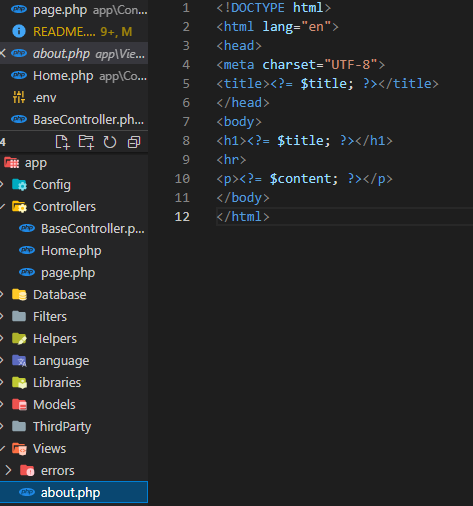 page.php app\Con...
README.... 9+, M
about.php app\Vie...
Home.php app\Co...
.env
BaseController.ph...
4
app
Config
Controllers
BaseController.p...
Home.php
page.php
Database
Filters
Helpers
Language
Libraries
Models
ThirdParty
Views
errors
about.php
1 <!DOCTYPE html>
2 <html lang="en">
3 <head>
4 <meta charset="UTF-8">
5 <title><?= $title; ?></title>
6 </head>
7 <body>
8 <h1><?= $title; ?></h1>
9 <hr>
10 <p><?= $content; ?></p>
11 </body>
12 </html>